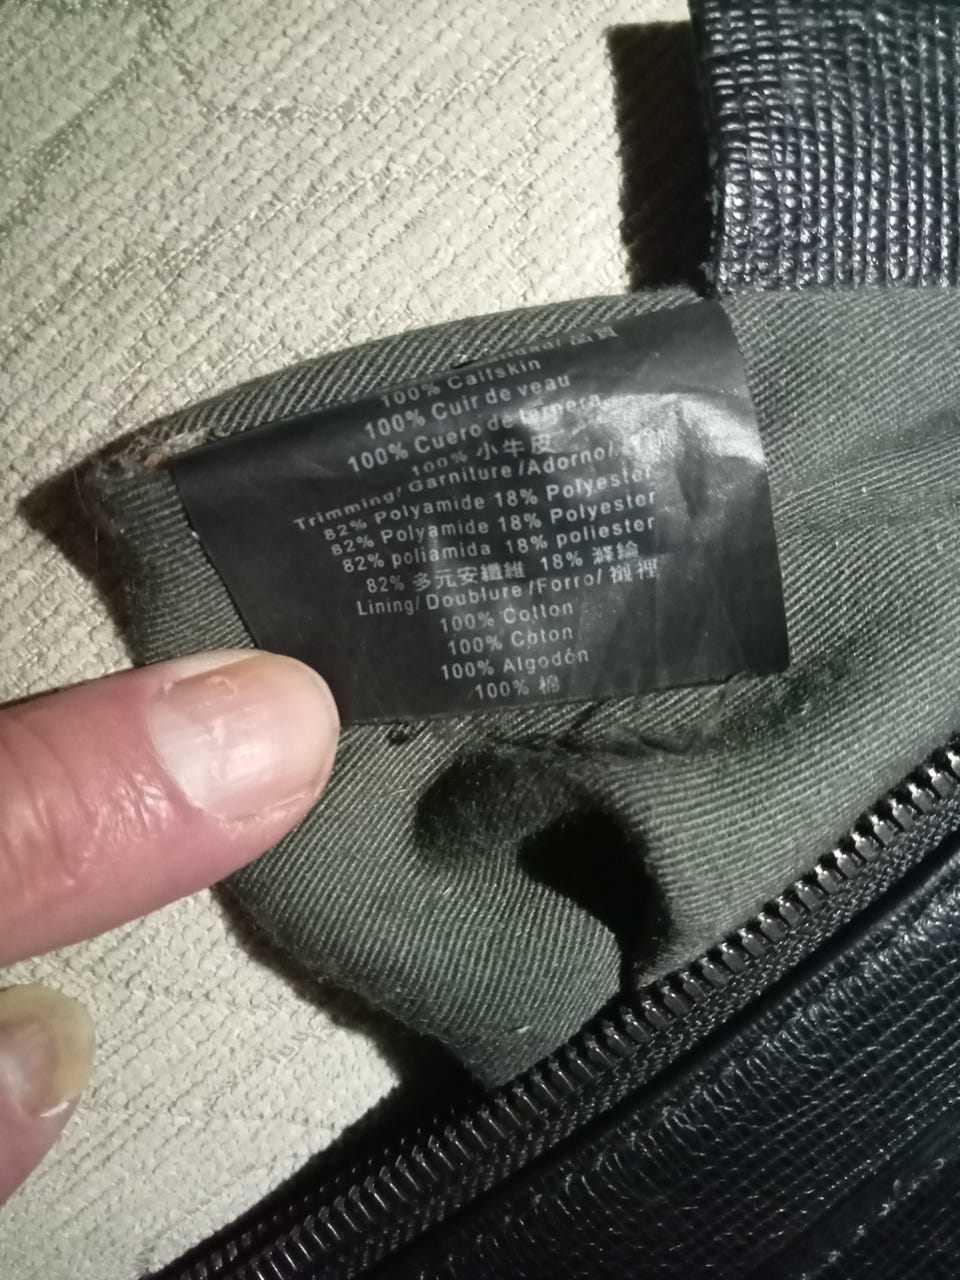 100% Calfskin
100% Cuir de veau
100% Cuero de ternera
100% 小牛皮
Trimming/ Garniture /Adorno/
82% Polyamide 18% Polyester
82% Polyamide 18% Polyester
82% poliamida 18% poliester
82% 多元安纖維 18% 滌綸
Lining/ Doublure /Forro/ 襯裡
100% Cotton
100% Coton
100% Algodón
100% 棉